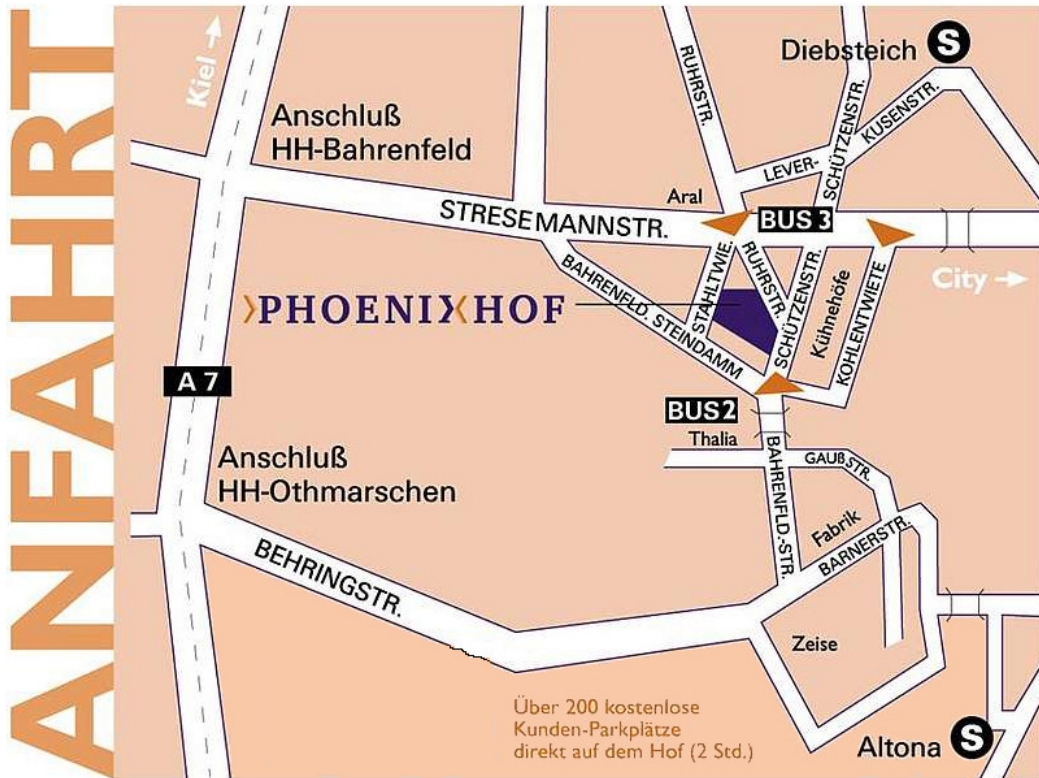 ANFAHRT
Kiel →
Diebsteich S
Anschluß
HH-Bahrenfeld
RUHRSTR.
SCHÜTZENSTR.
KUSENSTR.
LEVER-
Aral
STRESEMANNSTR.
BUS 3
City →
BAHRENFLD. STEINDAMM
STAHLTWIE.
RUHRSTR.
SCHÜTZENSTR.
Kühnehöfe
KOHLENTWIETE
PHOENIXHOF
A 7
BUS 2
Thalia
Anschluß
HH-Othmarschen
BAHRENFLD.-STR.
GAUßSTR.
Fabrik
BARNERSTR.
BEHRINGSTR.
Zeise
Über 200 kostenlose
Kunden-Parkplätze
direkt auf dem Hof (2 Std.)
Altona S